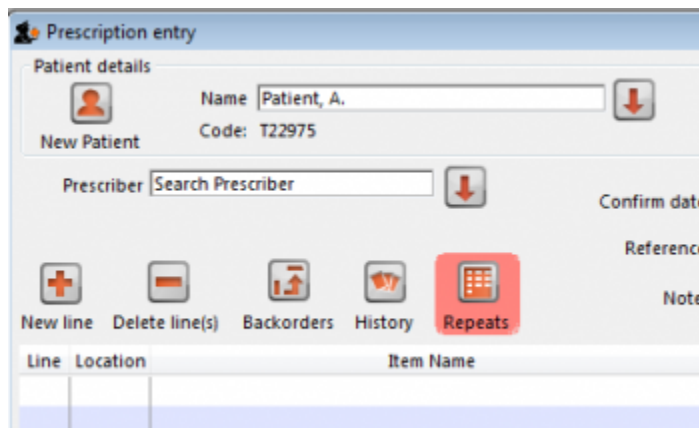 Prescription entry
Patient details
Name Patient, A.
Code: T22975
New Patient
Prescriber Search Prescriber
Confirm date
Reference
Note
New line Delete line(s) Backorders History Repeats
Line Location Item Name